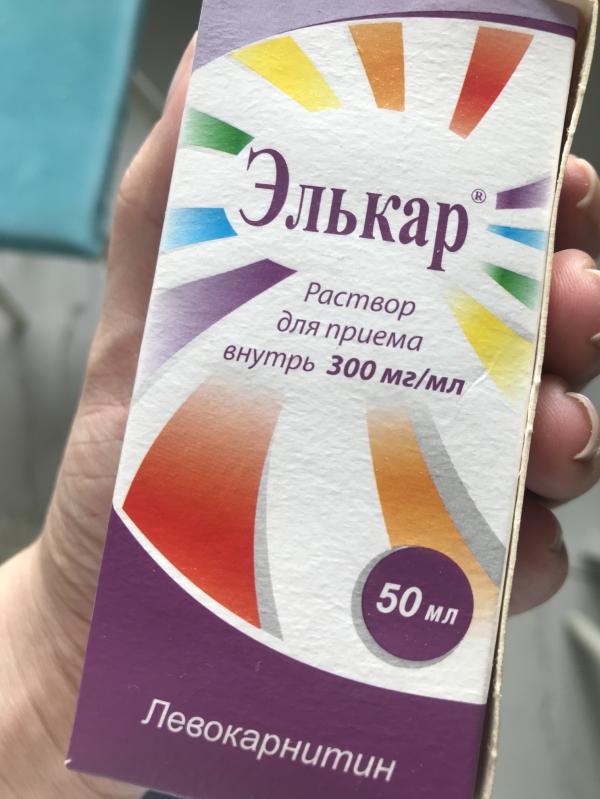 Элькар®
Раствор
для приема
внутрь 300 мг/мл
50 мл
Левокарнитин